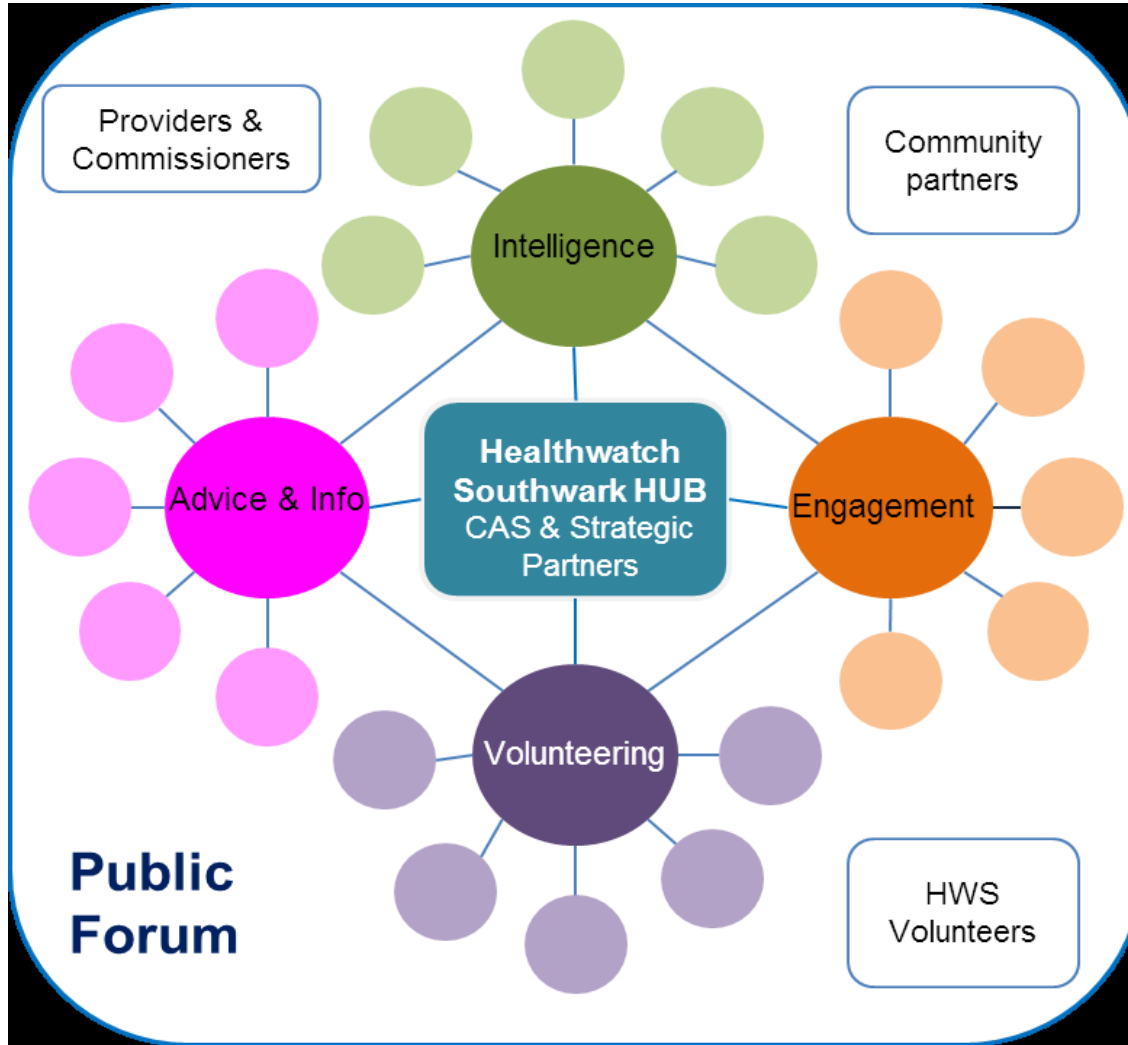 Providers &
Commissioners
Community
partners
Intelligence
Healthwatch
Southwark HUB
CAS & Strategic
Partners
Advice & Info
Engagement
Volunteering
Public
Forum
HWS
Volunteers